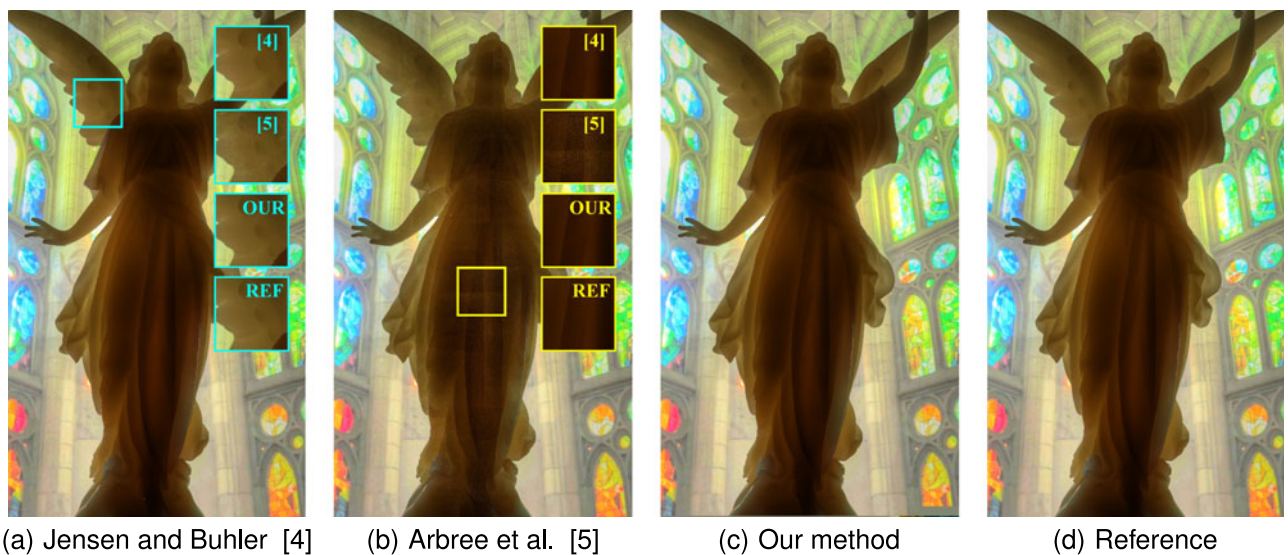 [4]
[5]
OUR
REF
[4]
[5]
OUR
REF
(a) Jensen and Buhler [4]
(b) Arbree et al. [5]
(c) Our method
(d) Reference